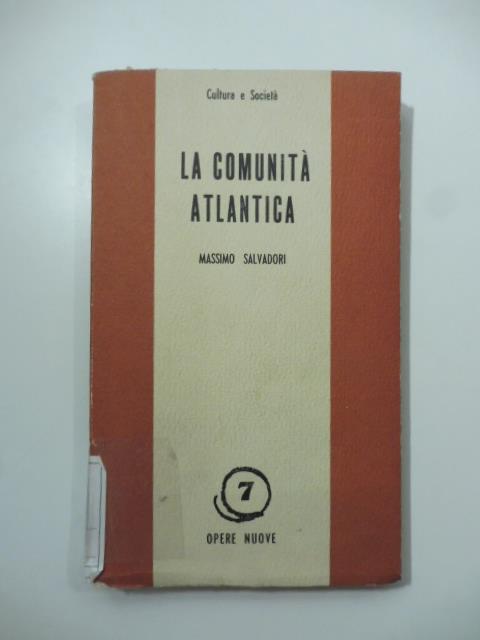 Cultura e Società
LA COMUNITÀ
ATLANTICA
MASSIMO SALVADORI
7
OPERE NUOVE